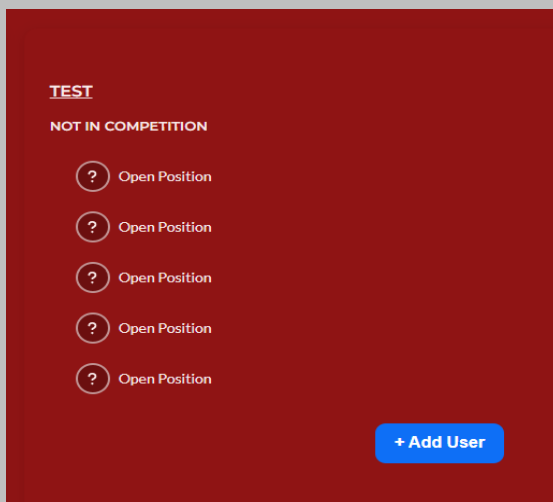 TEST
NOT IN COMPETITION
? Open Position
? Open Position
? Open Position
? Open Position
? Open Position
+ Add User